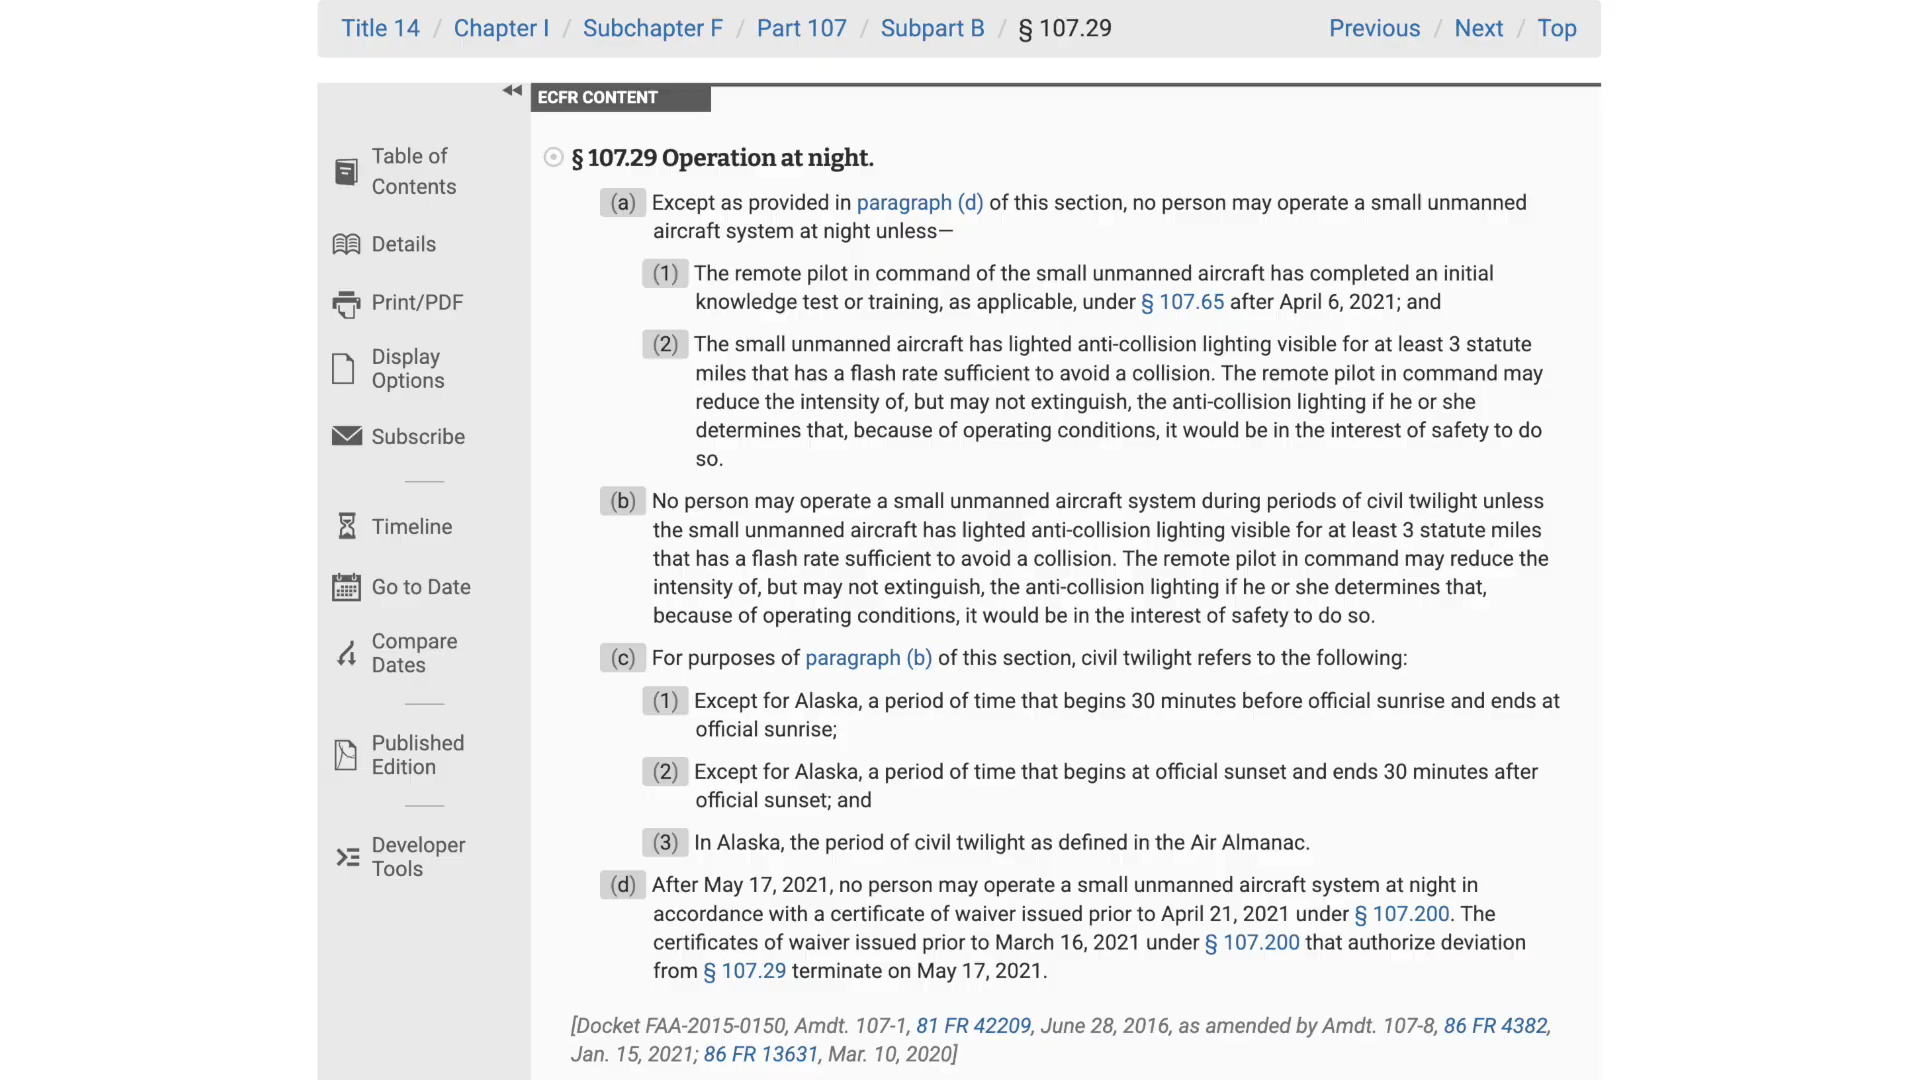 Title 14 / Chapter I / Subchapter F / Part 107 / Subpart B / § 107.29
Previous / Next / Top
ECFR CONTENT
Table of
Contents
Details
Print/PDF
Display
Options
Subscribe
Timeline
Go to Date
Compare
Dates
Published
Edition
Developer
Tools
§ 107.29 Operation at night.
(a) Except as provided in paragraph (d) of this section, no person may operate a small unmanned
aircraft system at night unless—
(1) The remote pilot in command of the small unmanned aircraft has completed an initial
knowledge test or training, as applicable, under § 107.65 after April 6, 2021; and
(2) The small unmanned aircraft has lighted anti-collision lighting visible for at least 3 statute
miles that has a flash rate sufficient to avoid a collision. The remote pilot in command may
reduce the intensity of, but may not extinguish, the anti-collision lighting if he or she
determines that, because of operating conditions, it would be in the interest of safety to do
so.
(b) No person may operate a small unmanned aircraft system during periods of civil twilight unless
the small unmanned aircraft has lighted anti-collision lighting visible for at least 3 statute miles
that has a flash rate sufficient to avoid a collision. The remote pilot in command may reduce the
intensity of, but may not extinguish, the anti-collision lighting if he or she determines that,
because of operating conditions, it would be in the interest of safety to do so.
(c) For purposes of paragraph (b) of this section, civil twilight refers to the following:
(1) Except for Alaska, a period of time that begins 30 minutes before official sunrise and ends at
official sunrise;
(2) Except for Alaska, a period of time that begins at official sunset and ends 30 minutes after
official sunset; and
(3) In Alaska, the period of civil twilight as defined in the Air Almanac.
(d) After May 17, 2021, no person may operate a small unmanned aircraft system at night in
accordance with a certificate of waiver issued prior to April 21, 2021 under § 107.200. The
certificates of waiver issued prior to March 16, 2021 under § 107.200 that authorize deviation
from § 107.29 terminate on May 17, 2021.
[Docket FAA-2015-0150, Amdt. 107-1, 81 FR 42209, June 28, 2016, as amended by Amdt. 107-8, 86 FR 4382,
Jan. 15, 2021; 86 FR 13631, Mar. 10, 2020]